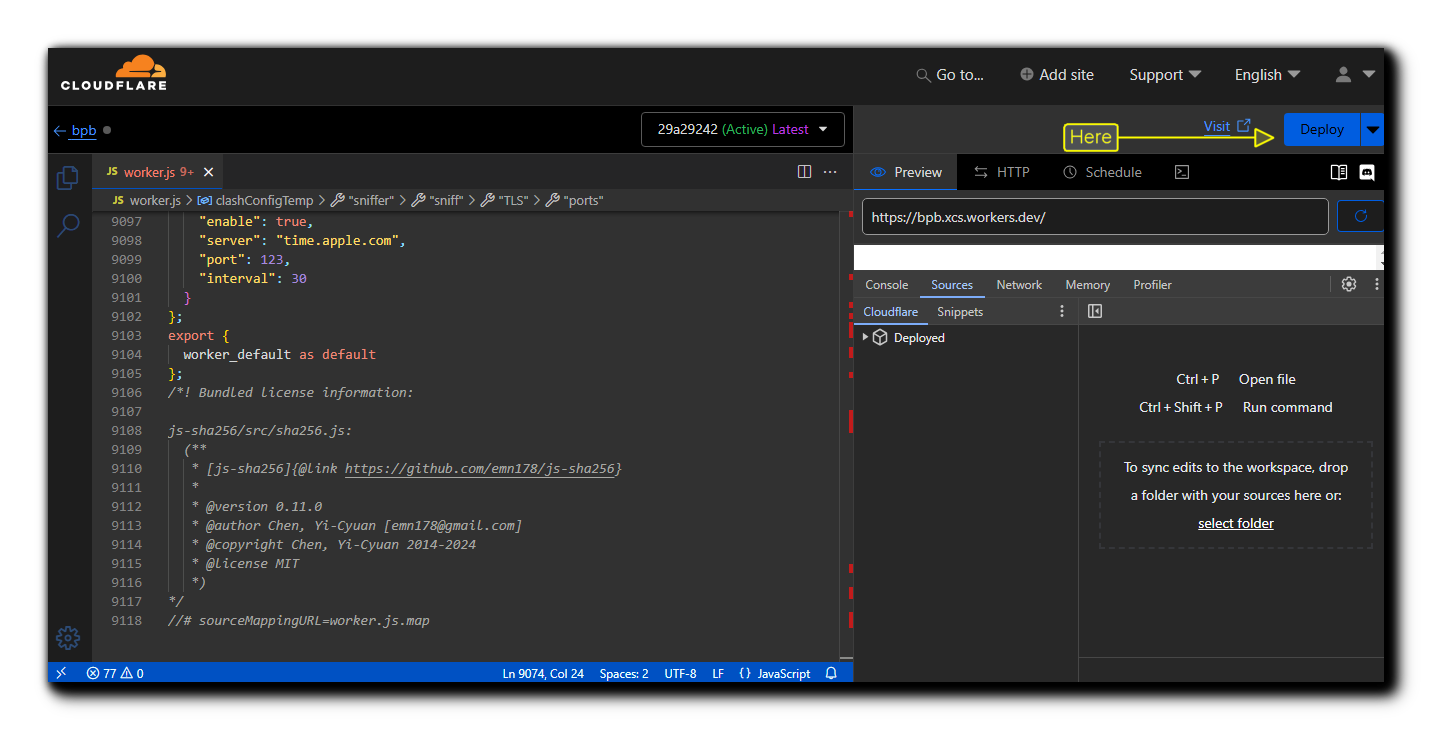 CLOUDFLARE
Go to...
Add site
Support
English
bpb
29a29242 (Active) Latest
Here
Visit
Deploy
JS worker.js 9+
Preview
HTTP
Schedule
JS worker.js > clashConfigTemp > "sniffer" > "sniff" > "TLS" > "ports"
https://bpb.xcs.workers.dev/
9097 "enable": true,
9098 "server": "time.apple.com",
9099 "port": 123,
9100 "interval": 30
9101 }
9102 };
9103 export {
9104 worker_default as default
9105 };
9106 /*! Bundled license information:
9107
9108 js-sha256/src/sha256.js:
9109 (**
9110 * [js-sha256]{@link https://github.com/emn178/js-sha256}
9111 *
9112 * @version 0.11.0
9113 * @author Chen, Yi-Cyuan [emn178@gmail.com]
9114 * @copyright Chen, Yi-Cyuan 2014-2024
9115 * @license MIT
9116 *)
9117 */
9118 //# sourceMappingURL=worker.js.map
Console
Sources
Network
Memory
Profiler
Cloudflare
Snippets
Deployed
Ctrl + P Open file
Ctrl + Shift + P Run command
To sync edits to the workspace, drop
a folder with your sources here or:
select folder
77 0
Ln 9074, Col 24
Spaces: 2
UTF-8
LF
{ } JavaScript